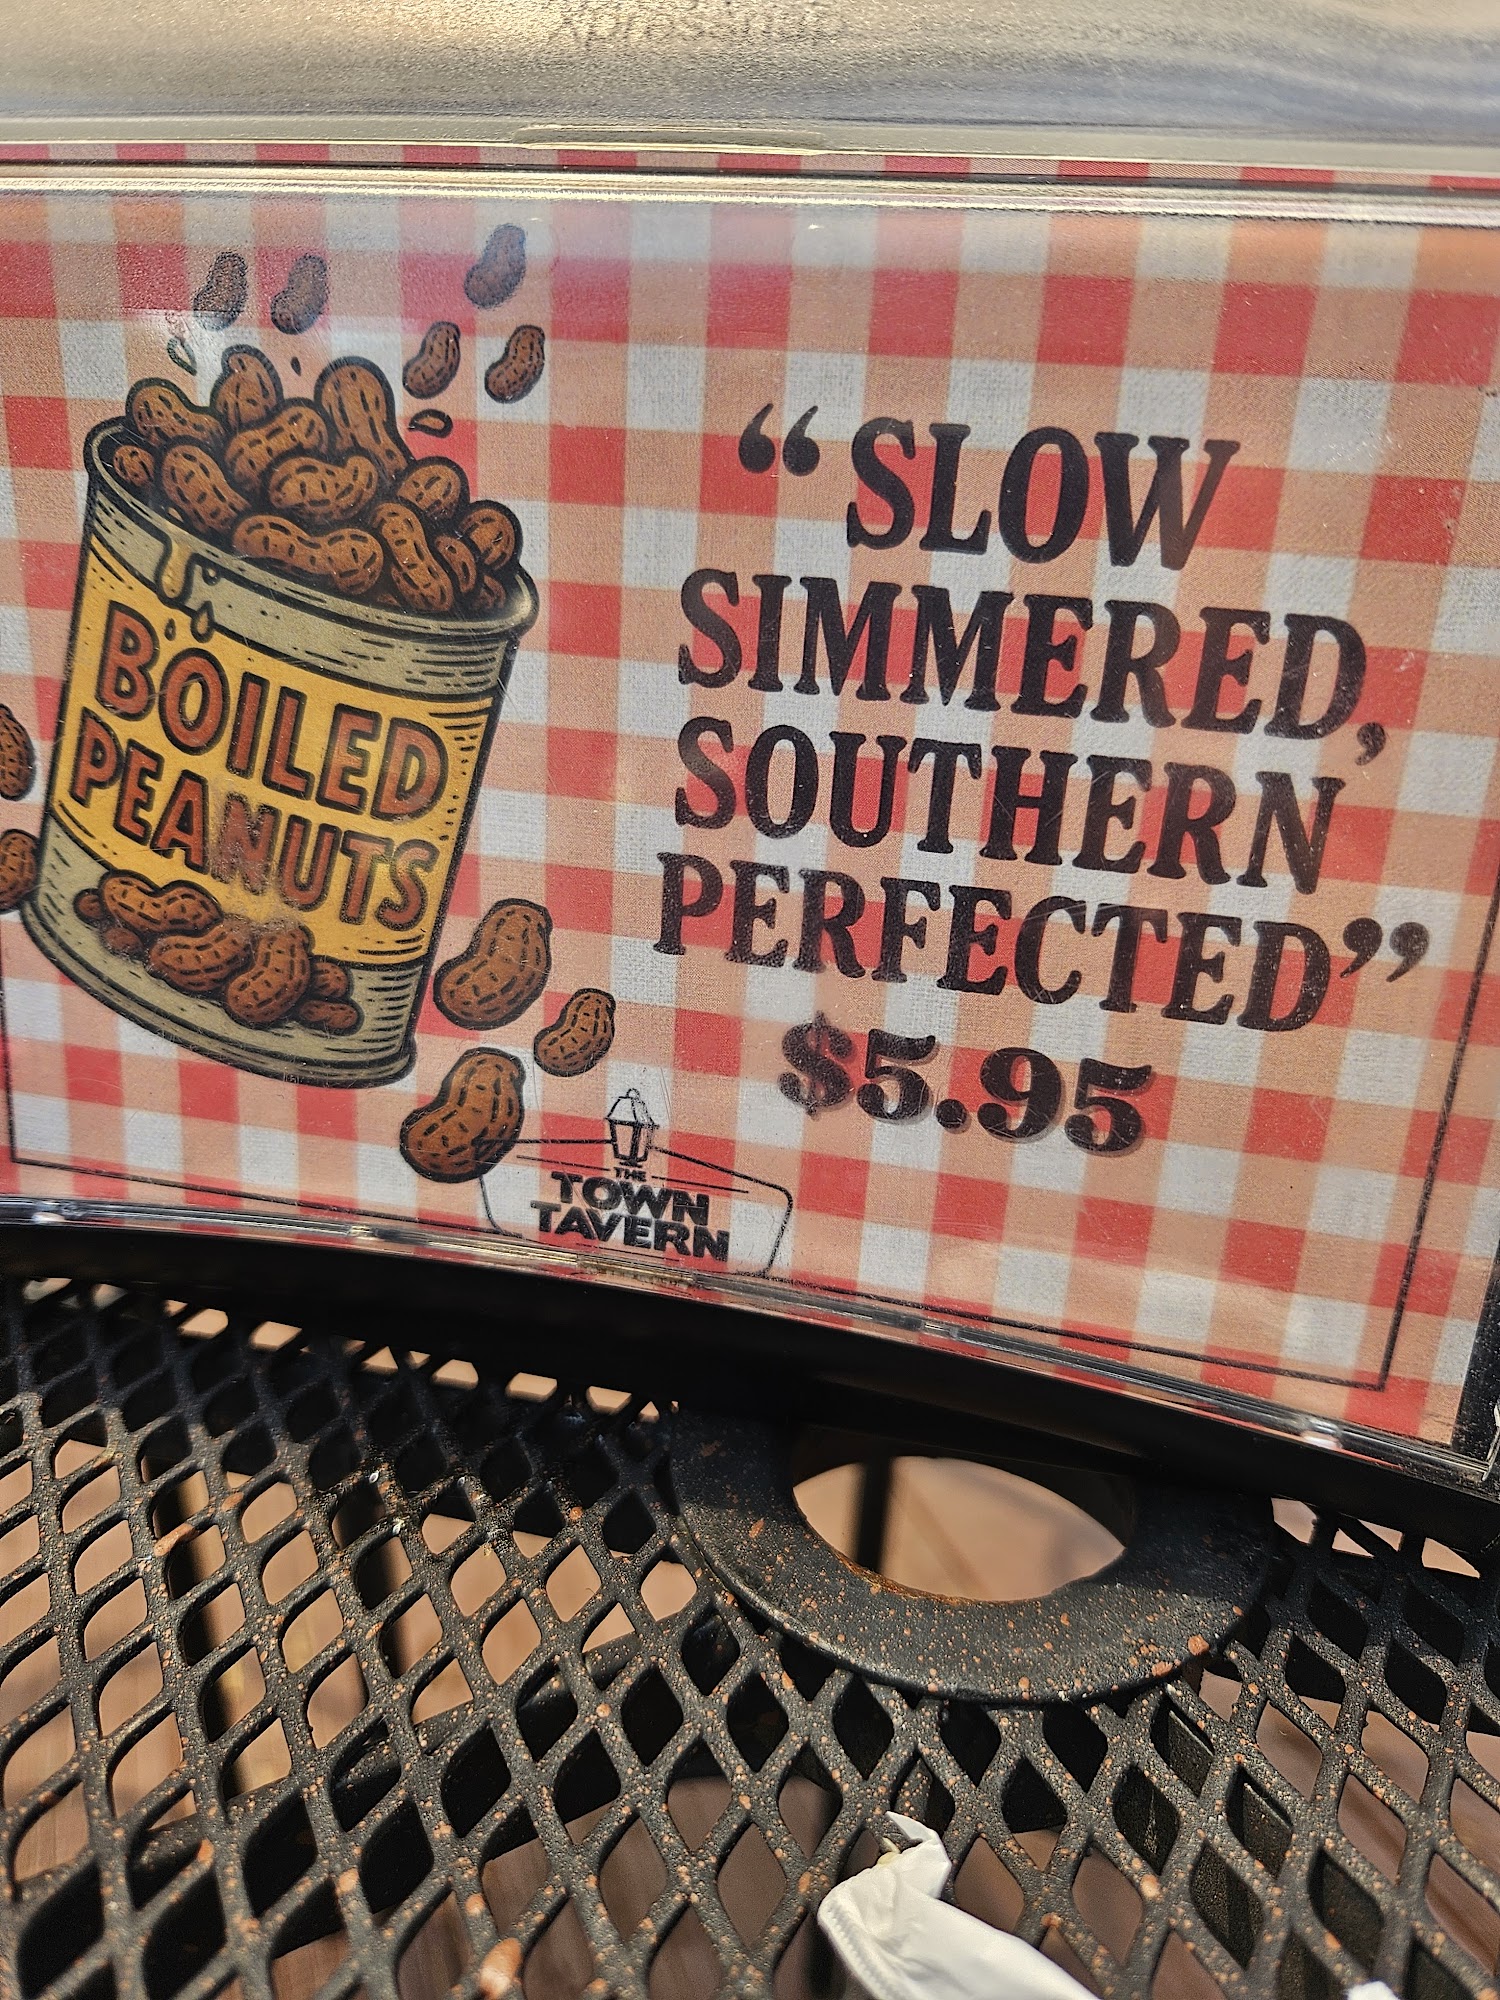 BOILED
PEANUTS
“SLOW
SIMMERED,
SOUTHERN
PERFECTED”
$5.95
THE
TOWN
TAVERN